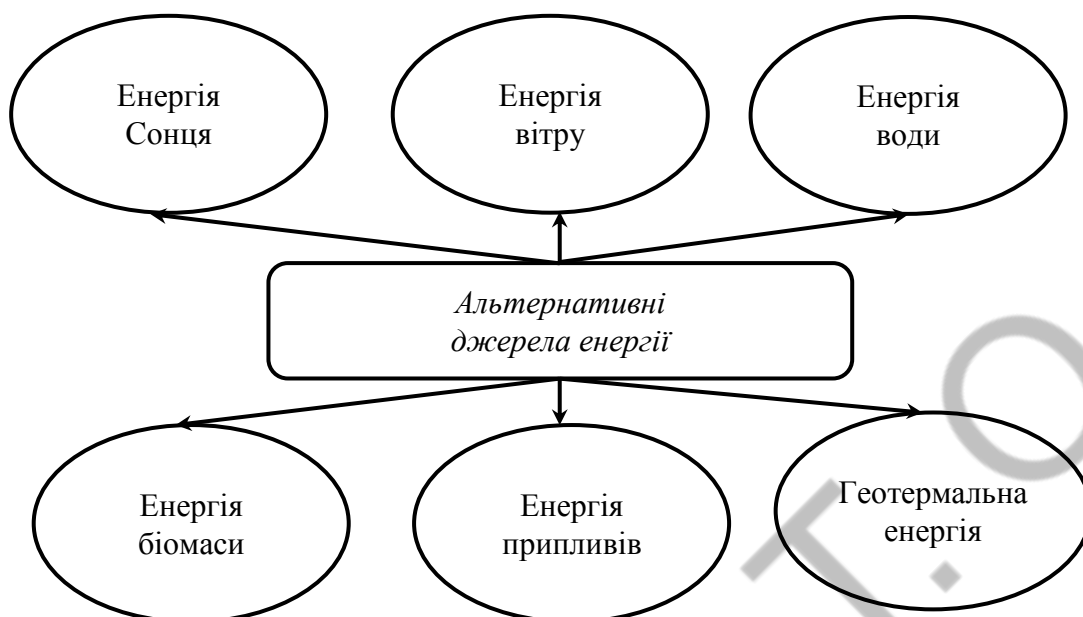 Енергія
Сонця
Енергія
вітру
Енергія
води
Альтернативні
джерела енергії
Енергія
біомаси
Енергія
припливів
Геотермальна
енергія
Т.О